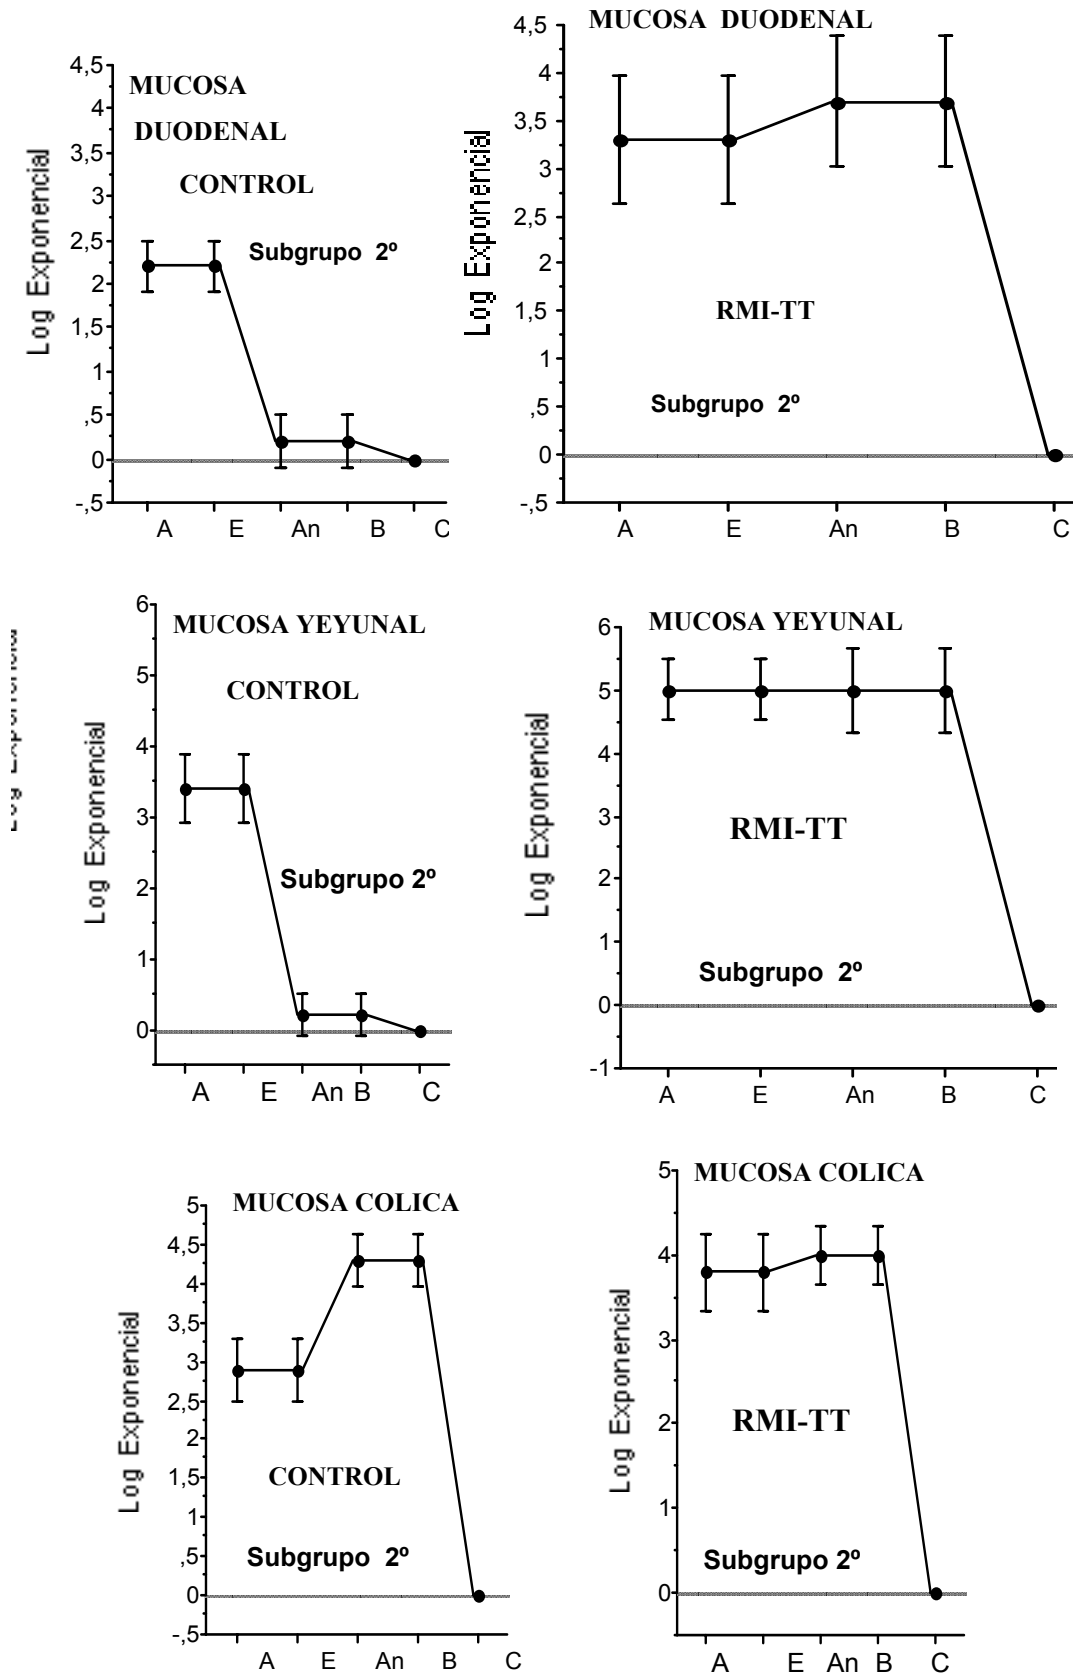 MUCOSA
DUODENAL
CONTROL
Subgrupo 2º
Log Exponencial
4,5
4
3,5
3
2,5
2
1,5
1
,5
0
-,5
A E An B C
MUCOSA DUODENAL
RMI-TT
Subgrupo 2º
Log Exponencial
4,5
4
3,5
3
2,5
2
1,5
1
,5
0
-,5
A E An B C
MUCOSA YEYUNAL
CONTROL
Subgrupo 2º
Log Exponencial
6
5
4
3
2
1
0
A E An B C
MUCOSA YEYUNAL
RMI-TT
Subgrupo 2º
Log Exponencial
6
5
4
3
2
1
0
-1
A E An B C
MUCOSA COLICA
CONTROL
Subgrupo 2º
Log Exponencial
5
4,5
4
3,5
3
2,5
2
1,5
1
,5
0
-,5
A E An B C
MUCOSA COLICA
RMI-TT
Subgrupo 2º
Log Exponencial
5
4
3
2
1
0
A E An B C